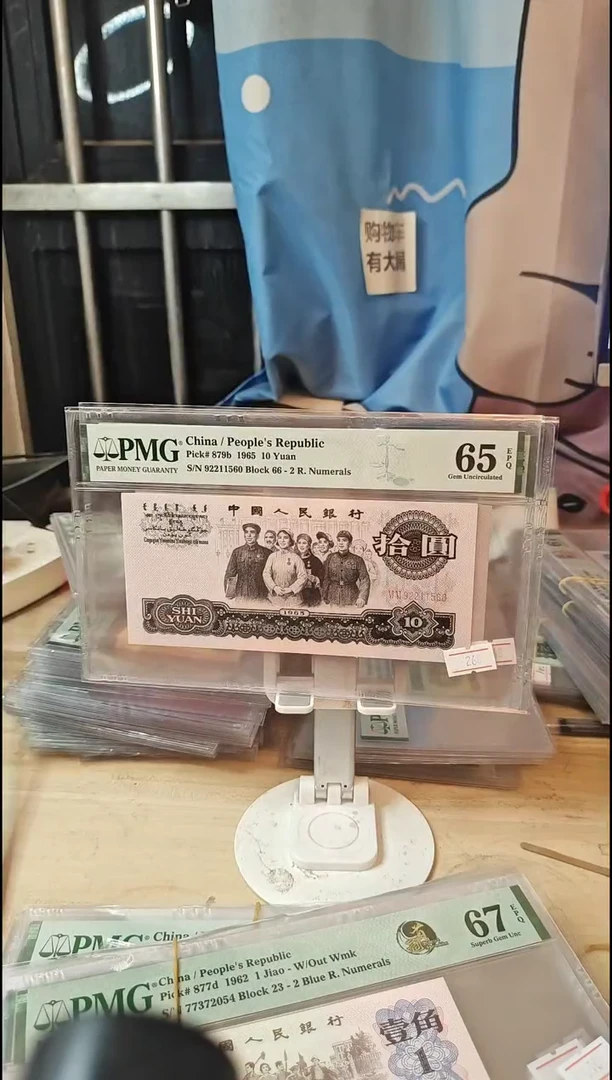 购物车
有大
PMG
PAPER MONEY GUARANTY
China / People's Republic
Pick# 879b 1965 10 Yuan
S/N 92211560 Block 66 - 2 R. Numerals
65 EPQ
Gem Uncirculated
中國人民銀行
拾圓
SHI
YUAN
1965
10
26
PMG
PMG China /
PMG
China / People's Republic
Pick# 877d 1962 1 Jiao - W/Out Wmk
S/N 77372054 Block 23 - 2 Blue R. Numerals
67 EPQ
Superb Gem Unc
國人民銀行
壹角
1